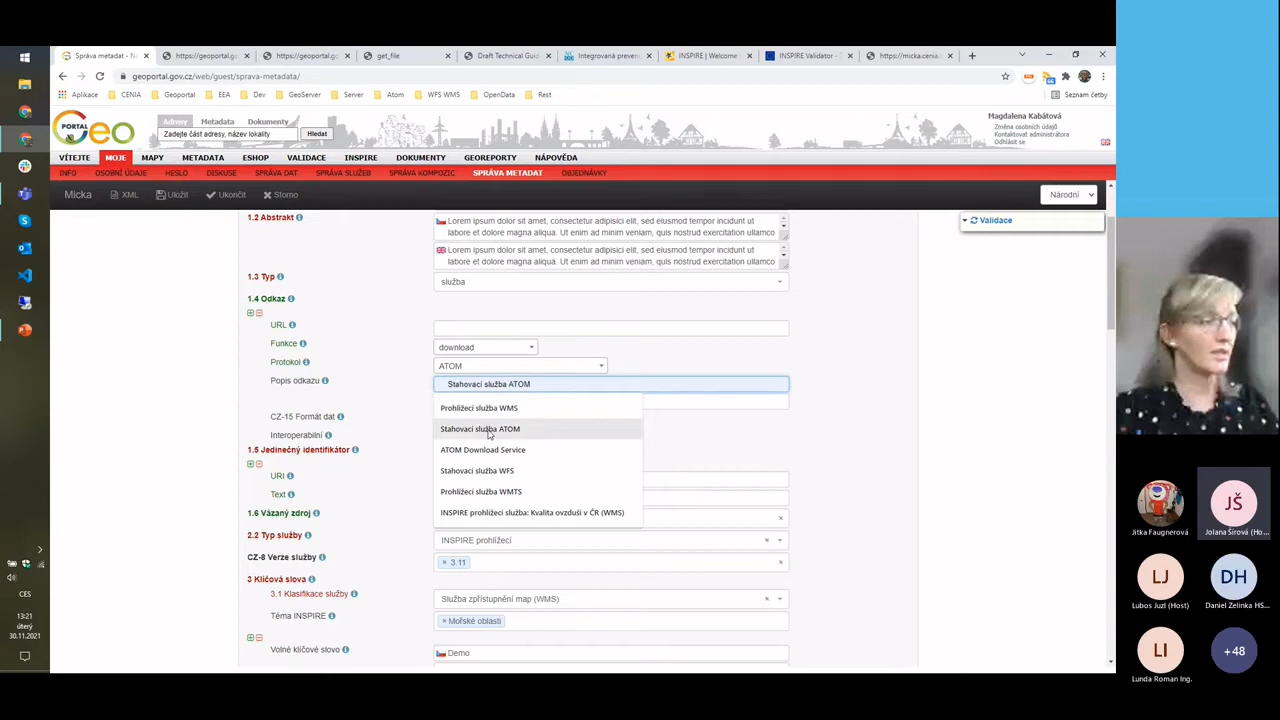 Správa metadat - ×
https://geoportal.gov.c ×
https://geoportal.gov.c ×
get_file ×
Draft Technical Guid ×
Integrovaná preven ×
INSPIRE | Welcome ×
INSPIRE Validator - ×
https://micka.cenia. ×
geoportal.gov.cz/web/guest/sprava-metadata/
Aplikace CENIA Geoportal EEA Dev GeoServer Server Atom WFS WMS OpenData Rest Seznam četby
PORTAL
Geo
Adresy Metadata Dokumenty
Zadejte část adresy, název lokality Hledat
Magdalena Kabátová
Změna osobních údajů
Kontaktovat administrátora
Odhlásit se
VÍTEJTE MOJE MAPY METADATA ESHOP VALIDACE INSPIRE DOKUMENTY GEOREPORTY NÁPOVĚDA
INFO OSOBNÍ ÚDAJE HESLO DISKUSE SPRÁVA DAT SPRÁVA SLUŽEB SPRÁVA KOMPOZIC SPRÁVA METADAT OBJEDNÁVKY
Micka XML Uložit Ukončit Storno Národní
Validace
1.2 Abstrakt
Lorem ipsum dolor sit amet, consectetur adipisici elit, sed eiusmod tempor incidunt ut
labore et dolore magna aliqua. Ut enim ad minim veniam, quis nostrud exercitation ullamco
Lorem ipsum dolor sit amet, consectetur adipisici elit, sed eiusmod tempor incidunt ut
labore et dolore magna aliqua. Ut enim ad minim veniam, quis nostrud exercitation ullamco
1.3 Typ
služba
1.4 Odkaz
URL
Funkce
download
Protokol
ATOM
Popis odkazu
Stahovací služba ATOM
Prohlížecí služba WMS
Stahovací služba ATOM
ATOM Download Service
Stahovací služba WFS
Prohlížecí služba WMTS
INSPIRE prohlížecí služba: Kvalita ovzduší v ČR (WMS)
CZ-15 Formát dat
Interoperabilní
1.5 Jedinečný identifikátor
URI
Text
1.6 Vázaný zdroj
×
2.2 Typ služby
INSPIRE prohlížecí ×
CZ-8 Verze služby
× 3.11 ×
3 Klíčová slova
3.1 Klasifikace služby
Služba zpřístupnění map (WMS) ×
Téma INSPIRE
× Mořské oblasti
Volné klíčové slovo
Demo
CES
13:21
úterý
30.11.2021
Jitka Faugnerová
JŠ
Jolana Šírová (Ho...
LJ
Lubos Juzl (Host)
DH
Daniel Zelinka HS...
LI
Lunda Roman Ing.
+48